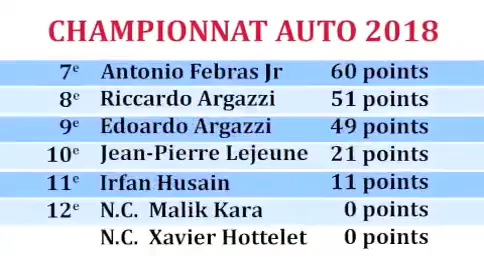 CHAMPIONNAT AUTO 2018
7e Antonio Febras Jr 60 points
8e Riccardo Argazzi 51 points
9e Edoardo Argazzi 49 points
10e Jean-Pierre Lejeune 21 points
11e Irfan Husain 11 points
12e N.C. Malik Kara 0 points
N.C. Xavier Hottelet 0 points